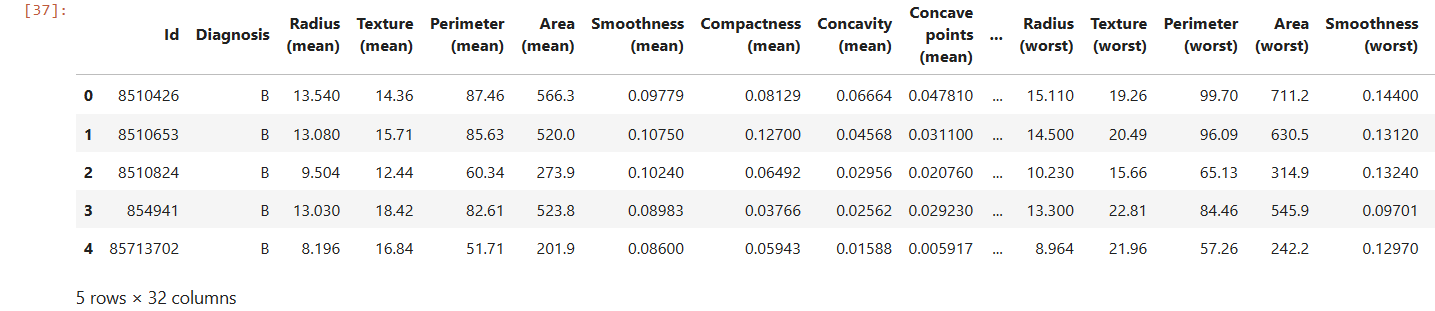 [37]:
Id Diagnosis Radius (mean) Texture (mean) Perimeter (mean) Area (mean) Smoothness (mean) Compactness (mean) Concavity (mean) Concave points (mean) ... Radius (worst) Texture (worst) Perimeter (worst) Area (worst) Smoothness (worst)
0 8510426 B 13.540 14.36 87.46 566.3 0.09779 0.08129 0.06664 0.047810 ... 15.110 19.26 99.70 711.2 0.14400
1 8510653 B 13.080 15.71 85.63 520.0 0.10750 0.12700 0.04568 0.031100 ... 14.500 20.49 96.09 630.5 0.13120
2 8510824 B 9.504 12.44 60.34 273.9 0.10240 0.06492 0.02956 0.020760 ... 10.230 15.66 65.13 314.9 0.13240
3 854941 B 13.030 18.42 82.61 523.8 0.08983 0.03766 0.02562 0.029230 ... 13.300 22.81 84.46 545.9 0.09701
4 85713702 B 8.196 16.84 51.71 201.9 0.08600 0.05943 0.01588 0.005917 ... 8.964 21.96 57.26 242.2 0.12970
5 rows × 32 columns